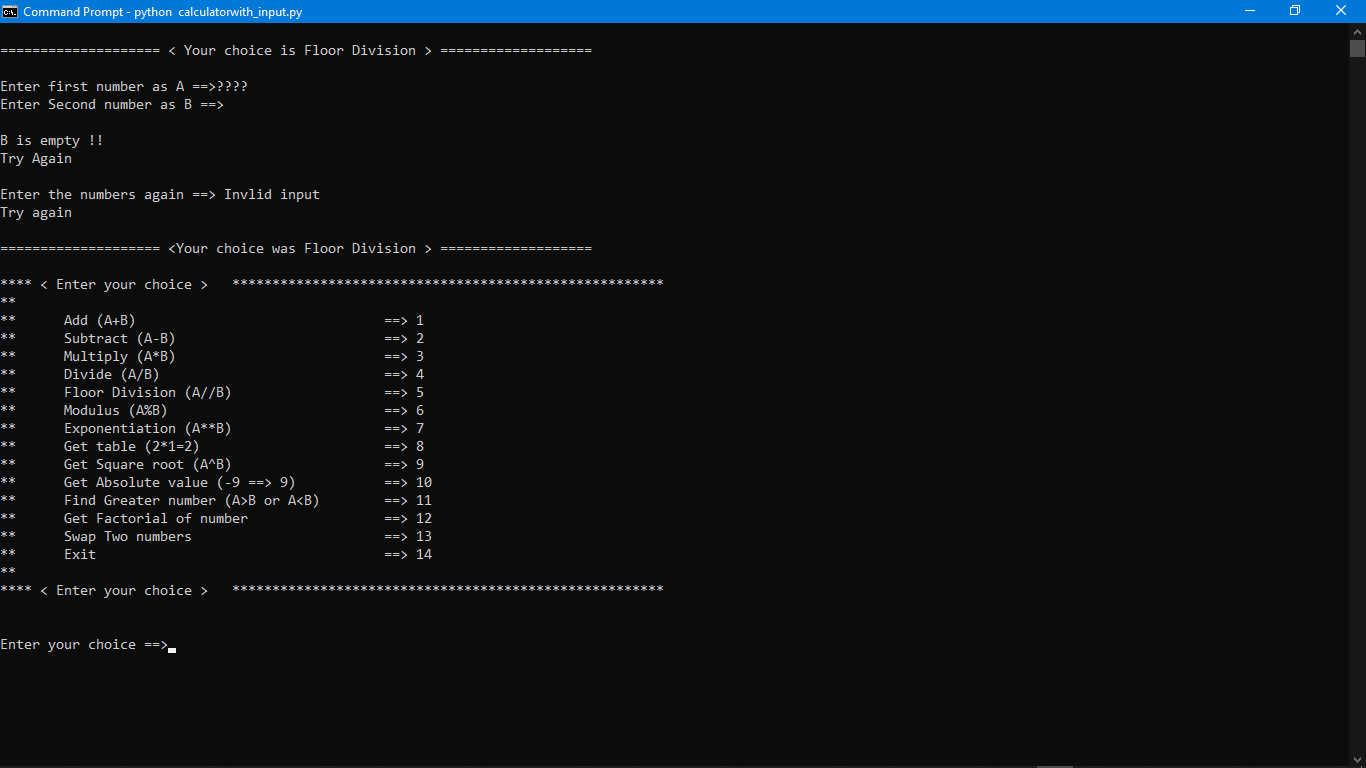 Command Prompt - python  calculatorwith_input.py
==================== < Your choice is Floor Division > ===================
Enter first number as A ==>????
Enter Second number as B ==>
B is empty !!
Try Again
Enter the numbers again ==> Invlid input
Try again
==================== <Your choice was Floor Division > ===================
**** < Enter your choice >   ******************************************************
**
**      Add (A+B)                               ==> 1
**      Subtract (A-B)                          ==> 2
**      Multiply (A*B)                          ==> 3
**      Divide (A/B)                            ==> 4
**      Floor Division (A//B)                   ==> 5
**      Modulus (A%B)                           ==> 6
**      Exponentiation (A**B)                   ==> 7
**      Get table (2*1=2)                       ==> 8
**      Get Square root (A^B)                   ==> 9
**      Get Absolute value (-9 ==> 9)           ==> 10
**      Find Greater number (A>B or A<B)        ==> 11
**      Get Factorial of number                 ==> 12
**      Swap Two numbers                        ==> 13
**      Exit                                    ==> 14
**
**** < Enter your choice >   ******************************************************
Enter your choice ==>